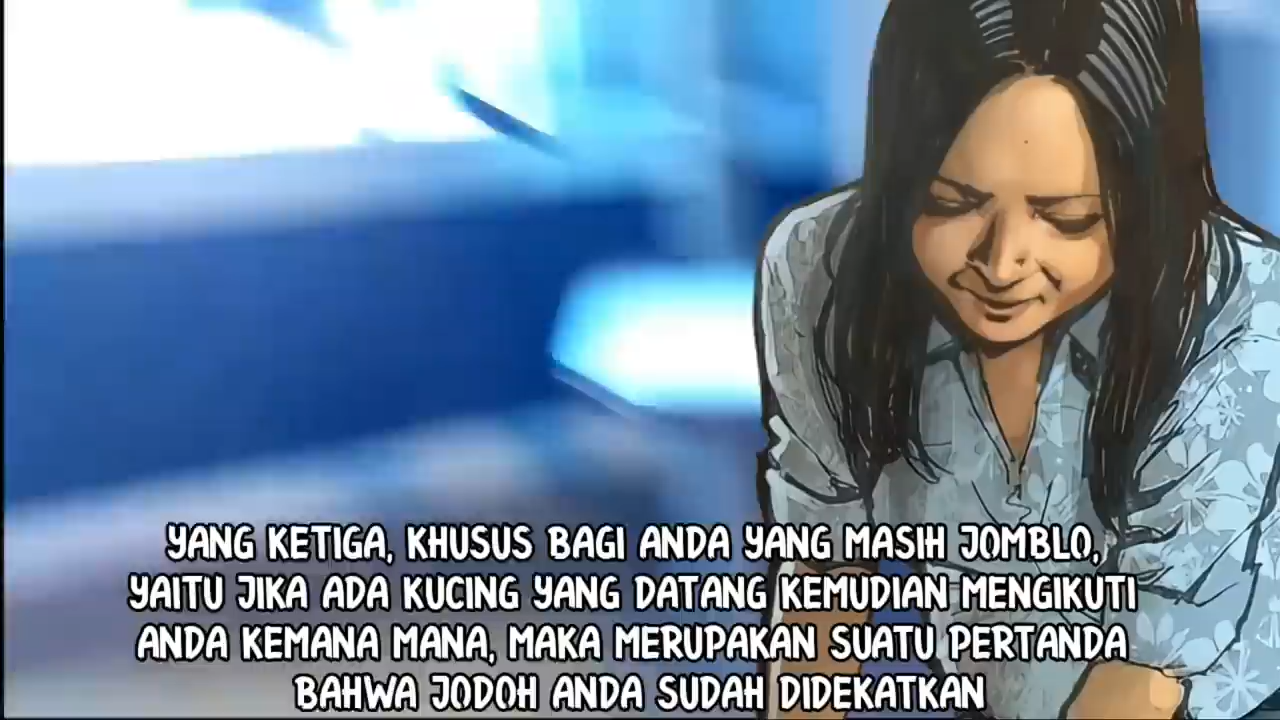 YANG KETIGA, KHUSUS BAGI ANDA YANG MASIH JOMBLO,
YAITU JIKA ADA KUCING YANG DATANG KEMUDIAN MENGIKUTI
ANDA KEMANA MANA, MAKA MERUPAKAN SUATU PERTANDA
BAHWA JODOH ANDA SUDAH DIDEKATKAN